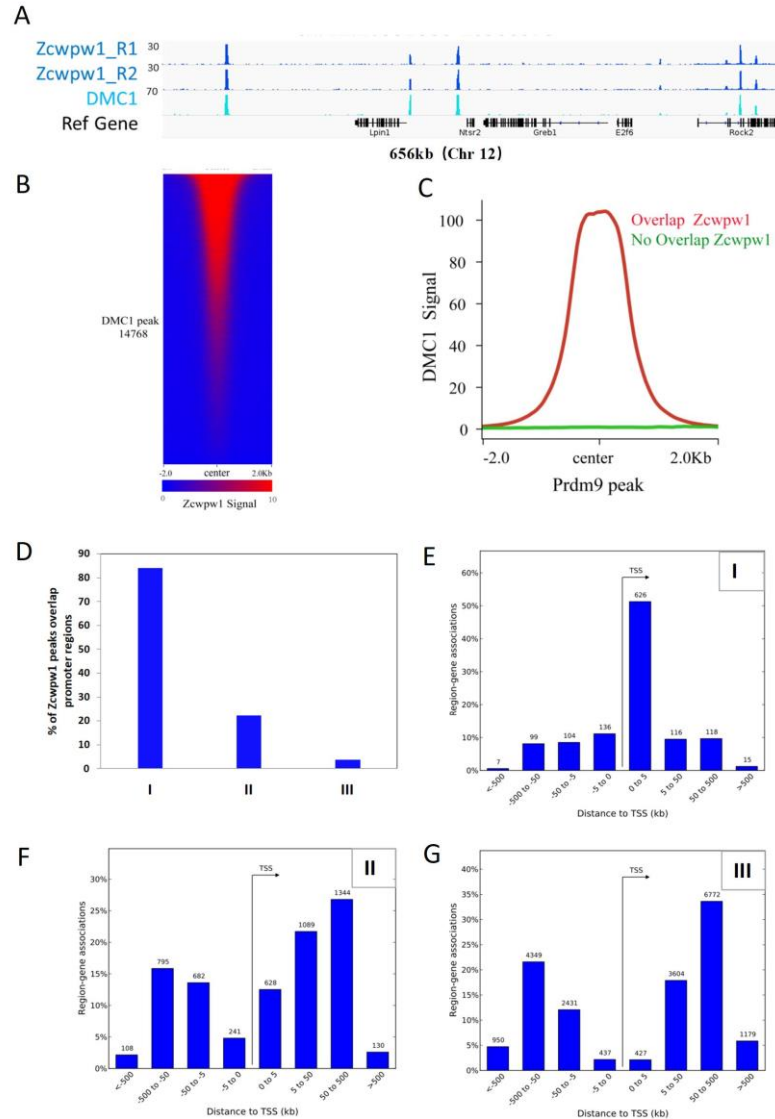 A
Zcwpw1_R1
30
Zcwpw1_R2
30
DMC1
70
Ref Gene
Lpin1 Ntsr2 Greb1 E2f6 Rock2
656kb (Chr 12)
B
DMC1 peak
14768
-2.0 center 2.0Kb
0 10
Zcwpw1 Signal
C
Overlap Zcwpw1
No Overlap Zcwpw1
DMC1 Signal
100
80
60
40
20
0
-2.0 center 2.0Kb
Prdm9 peak
D
% of Zcwpw1 peaks overlap
promoter regions
90
80
70
60
50
40
30
20
10
0
I II III
E
I
TSS
Region-gene associations
60%
50%
40%
30%
20%
10%
0%
7 99 104 136 626 116 118 15
<-500 -500 to -50 -50 to -5 -5 to 0 0 to 5 5 to 50 50 to 500 >500
Distance to TSS (kb)
F
II
TSS
Region-gene associations
30%
25%
20%
15%
10%
5%
0%
108 795 682 241 628 1089 1344 130
<-500 -500 to -50 -50 to -5 -5 to 0 0 to 5 5 to 50 50 to 500 >500
Distance to TSS (kb)
G
III
TSS
Region-gene associations
40%
35%
30%
25%
20%
15%
10%
5%
0%
950 4349 2431 437 427 3604 6772 1179
<-500 -500 to -50 -50 to -5 -5 to 0 0 to 5 5 to 50 50 to 500 >500
Distance to TSS (kb)